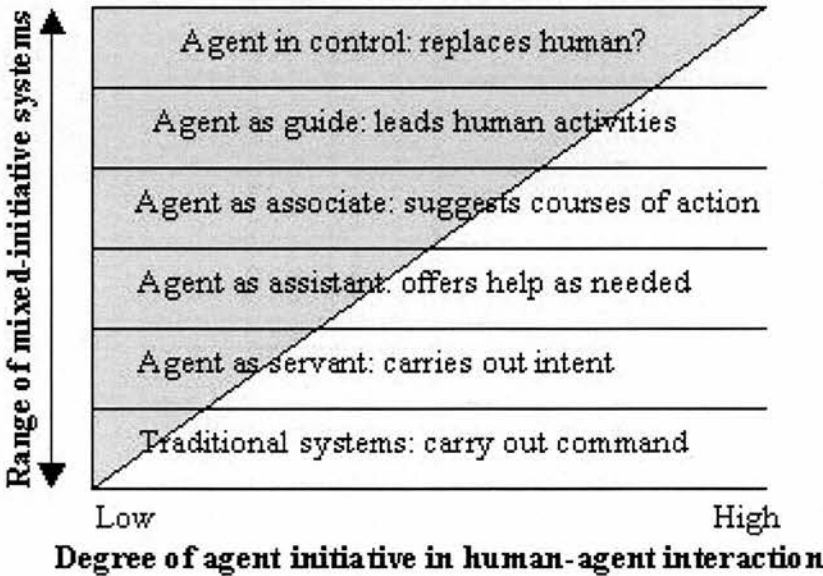 Range of mixed-initiative systems
Agent in control: replaces human?
Agent as guide: leads human activities
Agent as associate: suggests courses of action
Agent as assistant: offers help as needed
Agent as servant: carries out intent
Traditional systems: carry out command
Low
High
Degree of agent initiative in human-agent interaction